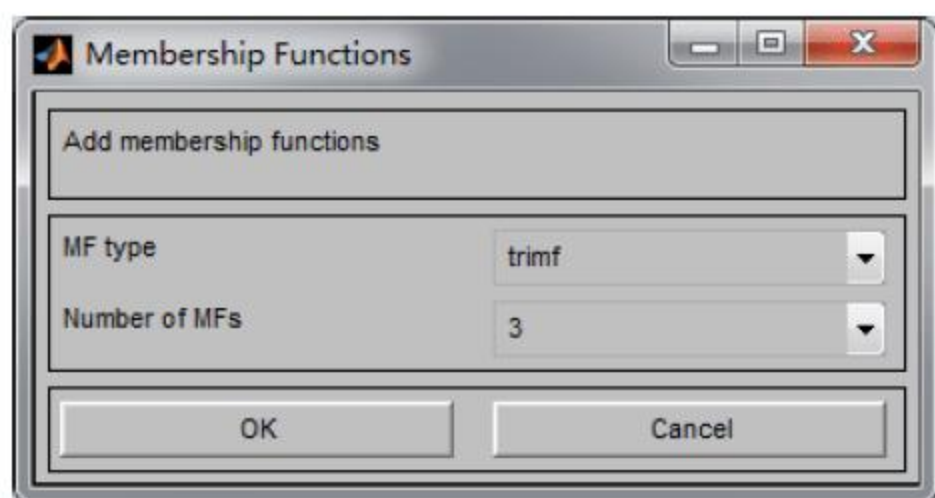 Membership Functions
Add membership functions
MF type
trimf
Number of MFs
3
OK
Cancel